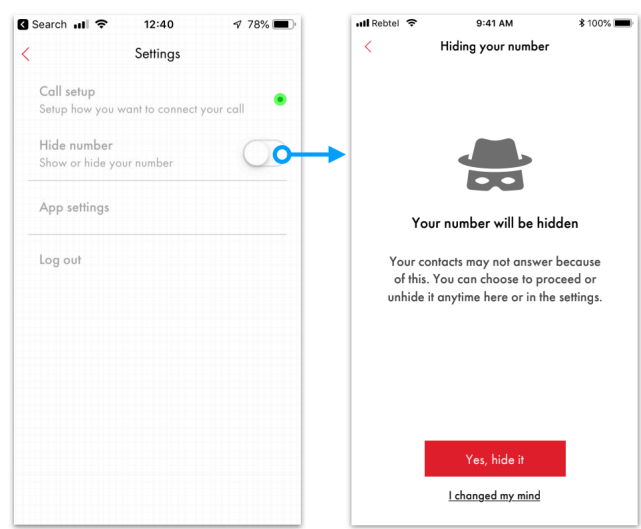 Search 12:40 78%
Settings
Call setup
Setup how you want to connect your call
Hide number
Show or hide your number
App settings
Log out
Rebtel 9:41 AM 100%
Hiding your number
Your number will be hidden
Your contacts may not answer because
of this. You can choose to proceed or
unhide it anytime here or in the settings.
Yes, hide it
I changed my mind